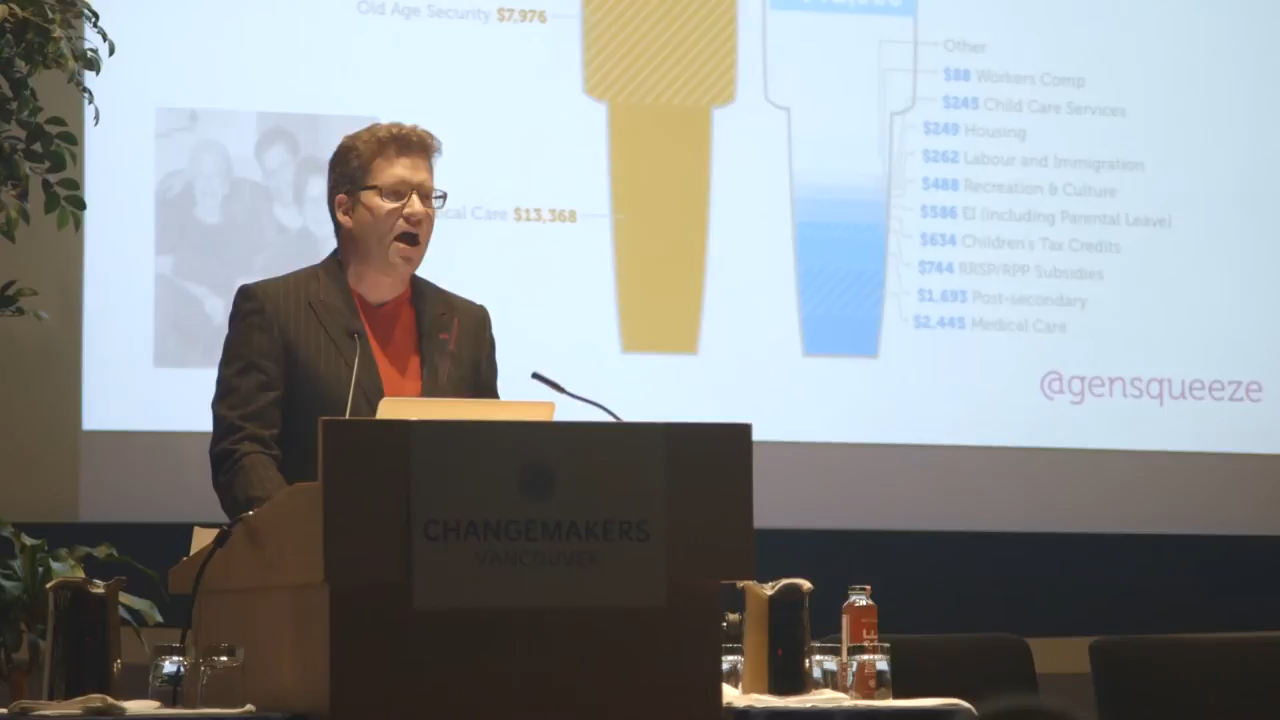 Old Age Security $7,976
ical Care $13,368
Other
$88 Workers Comp
$245 Child Care Services
$249 Housing
$262 Labour and Immigration
$488 Recreation & Culture
$586 EI (including Parental Leave)
$634 Children's Tax Credits
$744 RRSP/RPP Subsidies
$1,693 Post-secondary
$2,445 Medical Care
@gensqueeze
CHANGEMAKERS
VANCOUVER